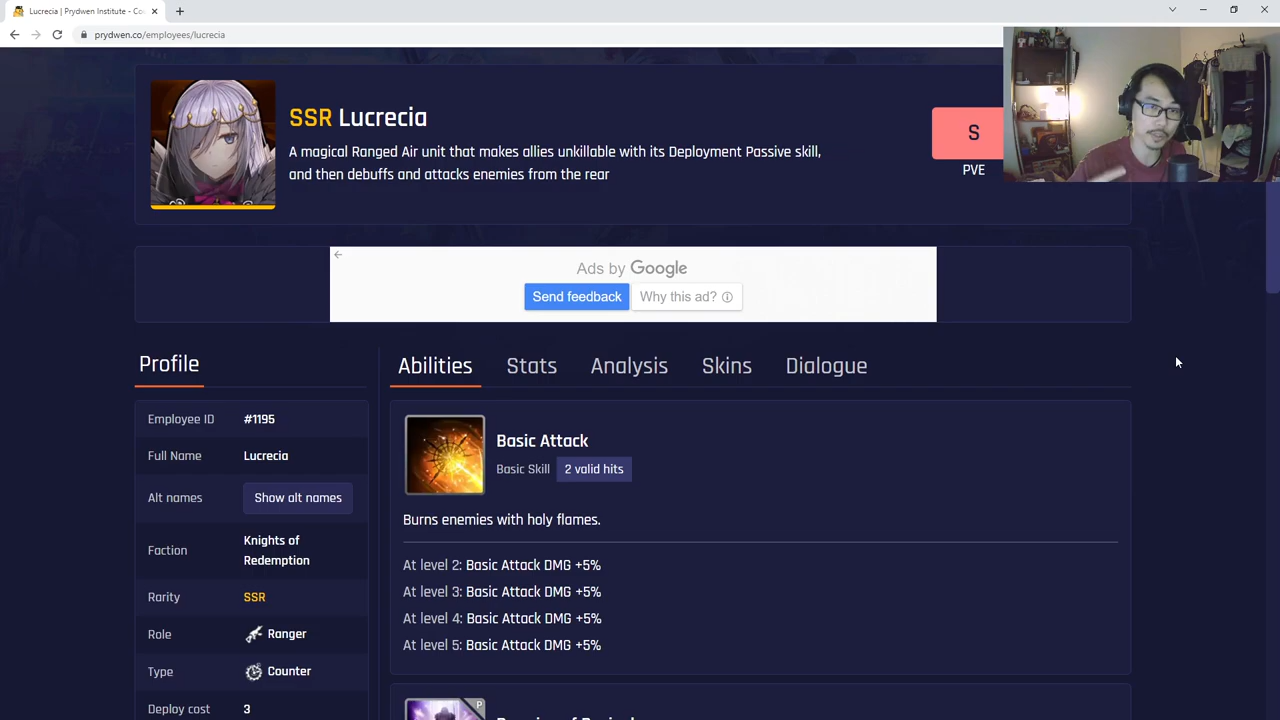 Lucrecia | Prydwen Institute - Co
prydwen.co/employees/lucrecia
SSR Lucrecia
A magical Ranged Air unit that makes allies unkillable with its Deployment Passive skill,
and then debuffs and attacks enemies from the rear
S
PVE
Ads by Google
Send feedback
Why this ad?
Profile
Employee ID #1195
Full Name Lucrecia
Alt names Show alt names
Faction Knights of
Redemption
Rarity SSR
Role Ranger
Type Counter
Deploy cost 3
Abilities Stats Analysis Skins Dialogue
Basic Attack
Basic Skill 2 valid hits
Burns enemies with holy flames.
At level 2: Basic Attack DMG +5%
At level 3: Basic Attack DMG +5%
At level 4: Basic Attack DMG +5%
At level 5: Basic Attack DMG +5%
P